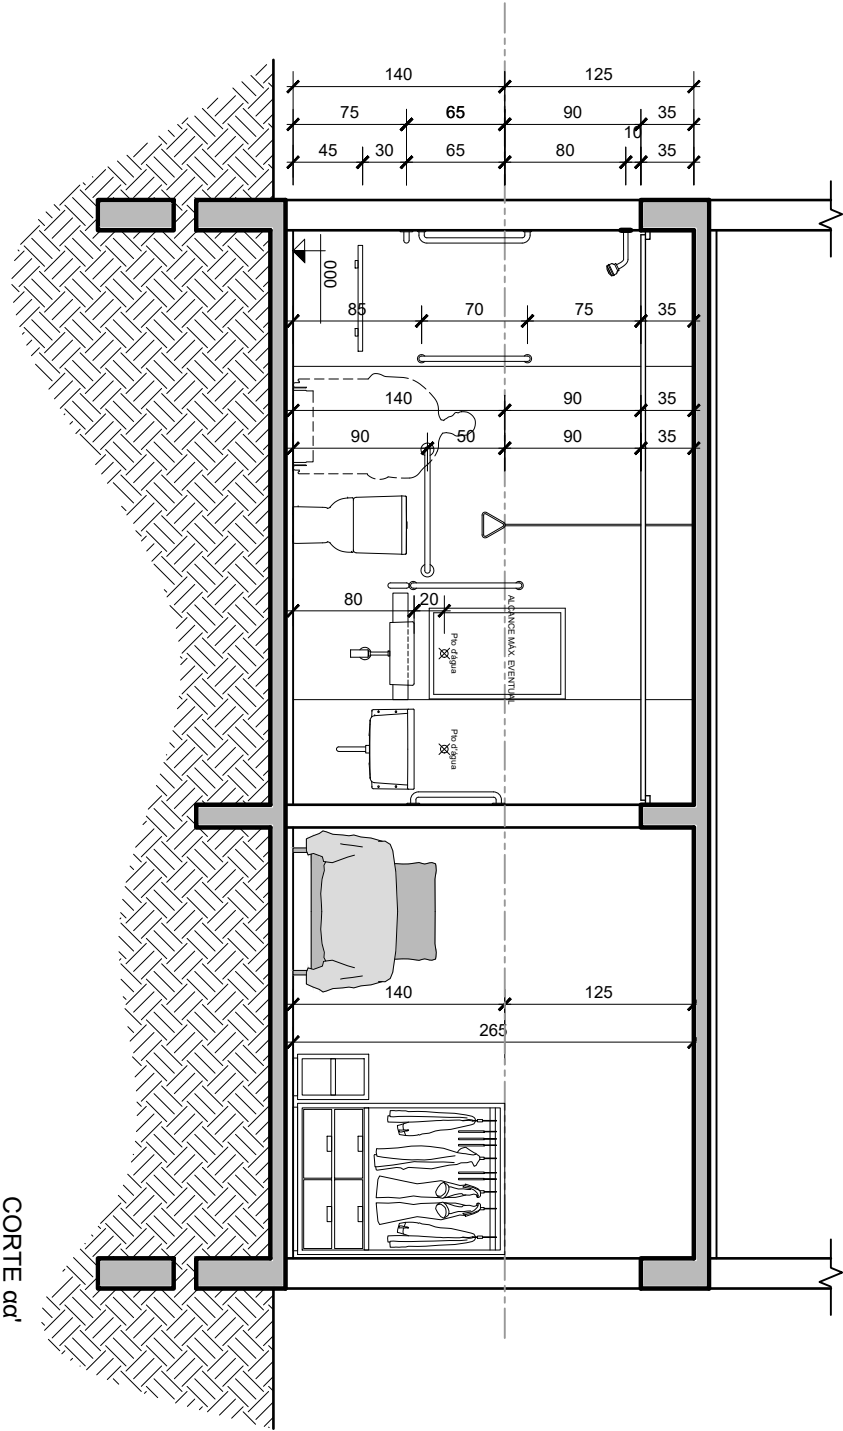 140 125
75 65 90 35
10
45 30 65 80 35
000
85 70 75 35
140 90 35
90 50 90 35
80 20
ALCANCE MÁX. EVENTUAL
Pto d'água
Pto d'água
140 125
265
CORTE αα'